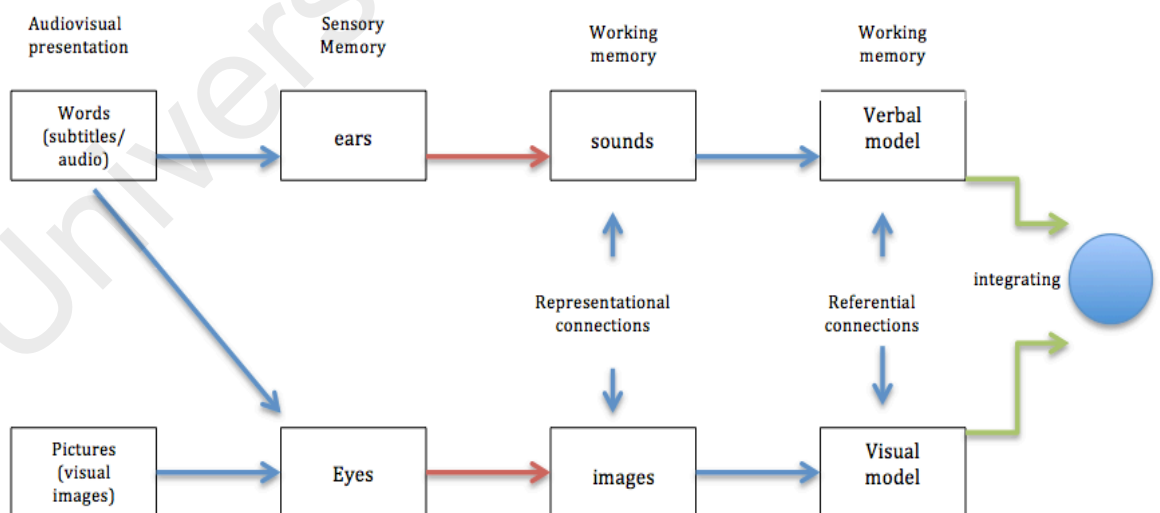 Audiovisual
presentation
Sensory
Memory
Working
memory
Working
memory
Words
(subtitles/
audio)
ears
sounds
Verbal
model
integrating
Representational
connections
Referential
connections
Pictures
(visual
images)
Eyes
images
Visual
model
Univers